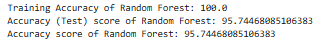 Training Accuracy of Random Forest: 100.0
Accuracy (Test) score of Random Forest: 95.74468085106383
Accuracy score of Random Forest: 95.74468085106383